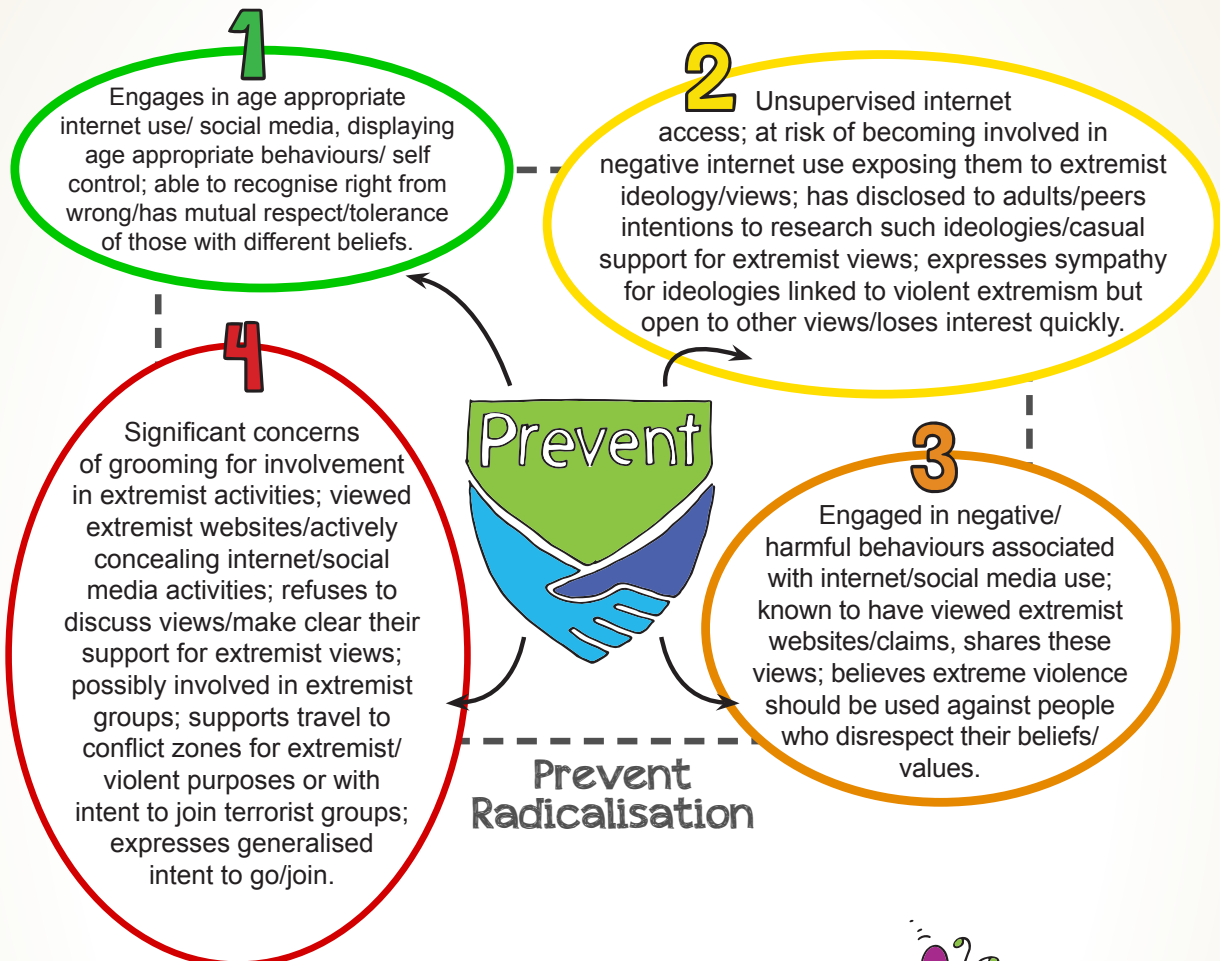 1
Engages in age appropriate
internet use/ social media, displaying
age appropriate behaviours/ self
control; able to recognise right from
wrong/has mutual respect/tolerance
of those with different beliefs.
2
Unsupervised internet
access; at risk of becoming involved in
negative internet use exposing them to extremist
ideology/views; has disclosed to adults/peers
intentions to research such ideologies/casual
support for extremist views; expresses sympathy
for ideologies linked to violent extremism but
open to other views/loses interest quickly.
Prevent
3
Engaged in negative/
harmful behaviours associated
with internet/social media use;
known to have viewed extremist
websites/claims, shares these
views; believes extreme violence
should be used against people
who disrespect their beliefs/
values.
4
Significant concerns
of grooming for involvement
in extremist activities; viewed
extremist websites/actively
concealing internet/social
media activities; refuses to
discuss views/make clear their
support for extremist views;
possibly involved in extremist
groups; supports travel to
conflict zones for extremist/
violent purposes or with
intent to join terrorist groups;
expresses generalised
intent to go/join.
Prevent
Radicalisation